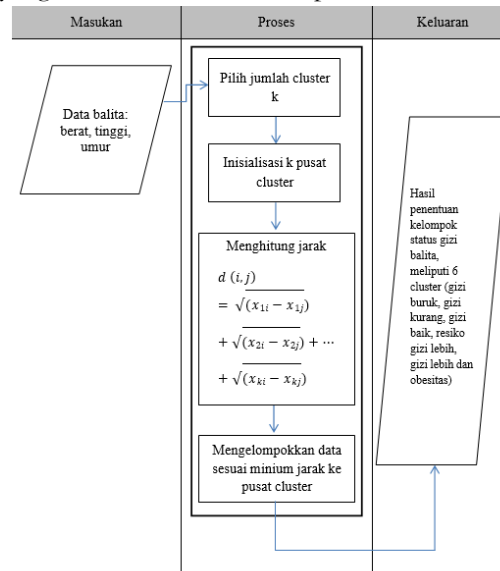 Masukan
Proses
Keluaran
Data balita:
berat, tinggi,
umur
Pilih jumlah cluster
k
Inisialisasi k pusat
cluster
Menghitung jarak
d (i,j)
= √(x₁ᵢ − x₁ⱼ)
+ √(x₂ᵢ − x₂ⱼ) + ⋯
+ √(xₖᵢ − xₖⱼ)
Mengelompokkan data
sesuai minium jarak ke
pusat cluster
Hasil
penentuan
kelompok
status gizi
balita,
meliputi 6
cluster (gizi
buruk, gizi
kurang, gizi
baik, resiko
gizi lebih,
gizi lebih dan
obesitas)